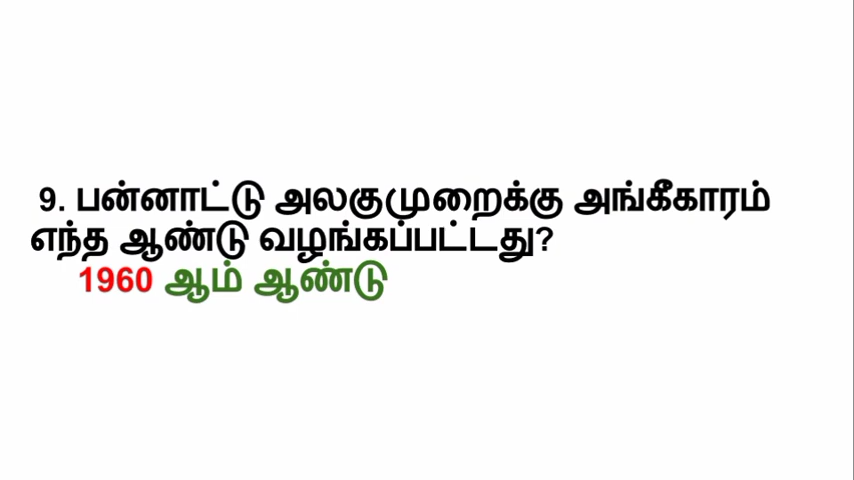 9. பன்னாட்டு அலகுமுறைக்கு அங்கீகாரம்
எந்த ஆண்டு வழங்கப்பட்டது?
1960 ஆம் ஆண்டு